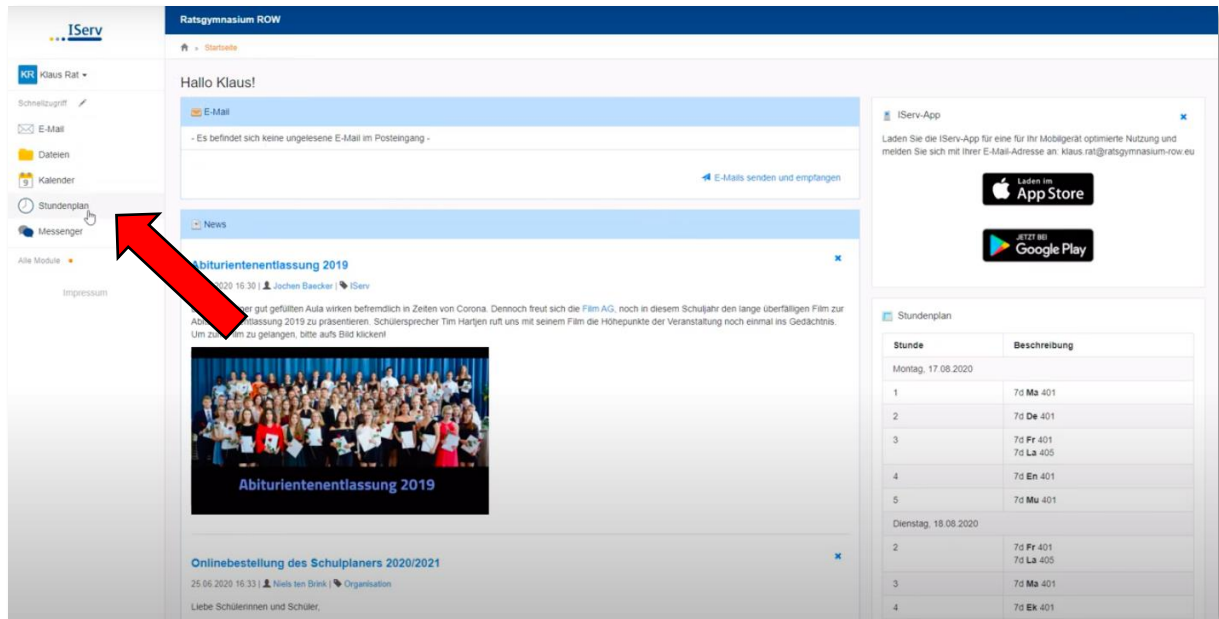 IServ
Ratsgymnasium ROW
» Startseite
KR Klaus Rat
Schnellzugriff
E-Mail
Dateien
9 Kalender
Stundenplan
Messenger
Alle Module
Impressum
Hallo Klaus!
E-Mail
- Es befindet sich keine ungelesene E-Mail im Posteingang -
E-Mails senden und empfangen
News
Abiturientenentlassung 2019
2020 16:30 | Jochen Baecker | IServ
er gut gefüllten Aula wirken befremdlich in Zeiten von Corona. Dennoch freut sich die Film AG, noch in diesem Schuljahr den lange überfälligen Film zur
tlassung 2019 zu präsentieren. Schülersprecher Tim Hartjen ruft uns mit seinem Film die Höhepunkte der Veranstaltung noch einmal ins Gedächtnis.
Um zu gelangen, bitte aufs Bild klicken!
Abiturientenentlassung 2019
Onlinebestellung des Schulplaners 2020/2021
25.06.2020 16:33 | Niels ten Brink | Organisation
Liebe Schülerinnen und Schüler,
IServ-App
Laden Sie die IServ-App für eine für Ihr Mobilgerät optimierte Nutzung und
melden Sie sich mit Ihrer E-Mail-Adresse an: klaus.rat@ratsgymnasium-row.eu
Laden im
App Store
JETZT BEI
Google Play
Stundenplan
Stunde Beschreibung
Montag, 17.08.2020
1 7d Ma 401
2 7d De 401
3 7d Fr 401
7d La 405
4 7d En 401
5 7d Mu 401
Dienstag, 18.08.2020
2 7d Fr 401
7d La 405
3 7d Ma 401
4 7d Ek 401